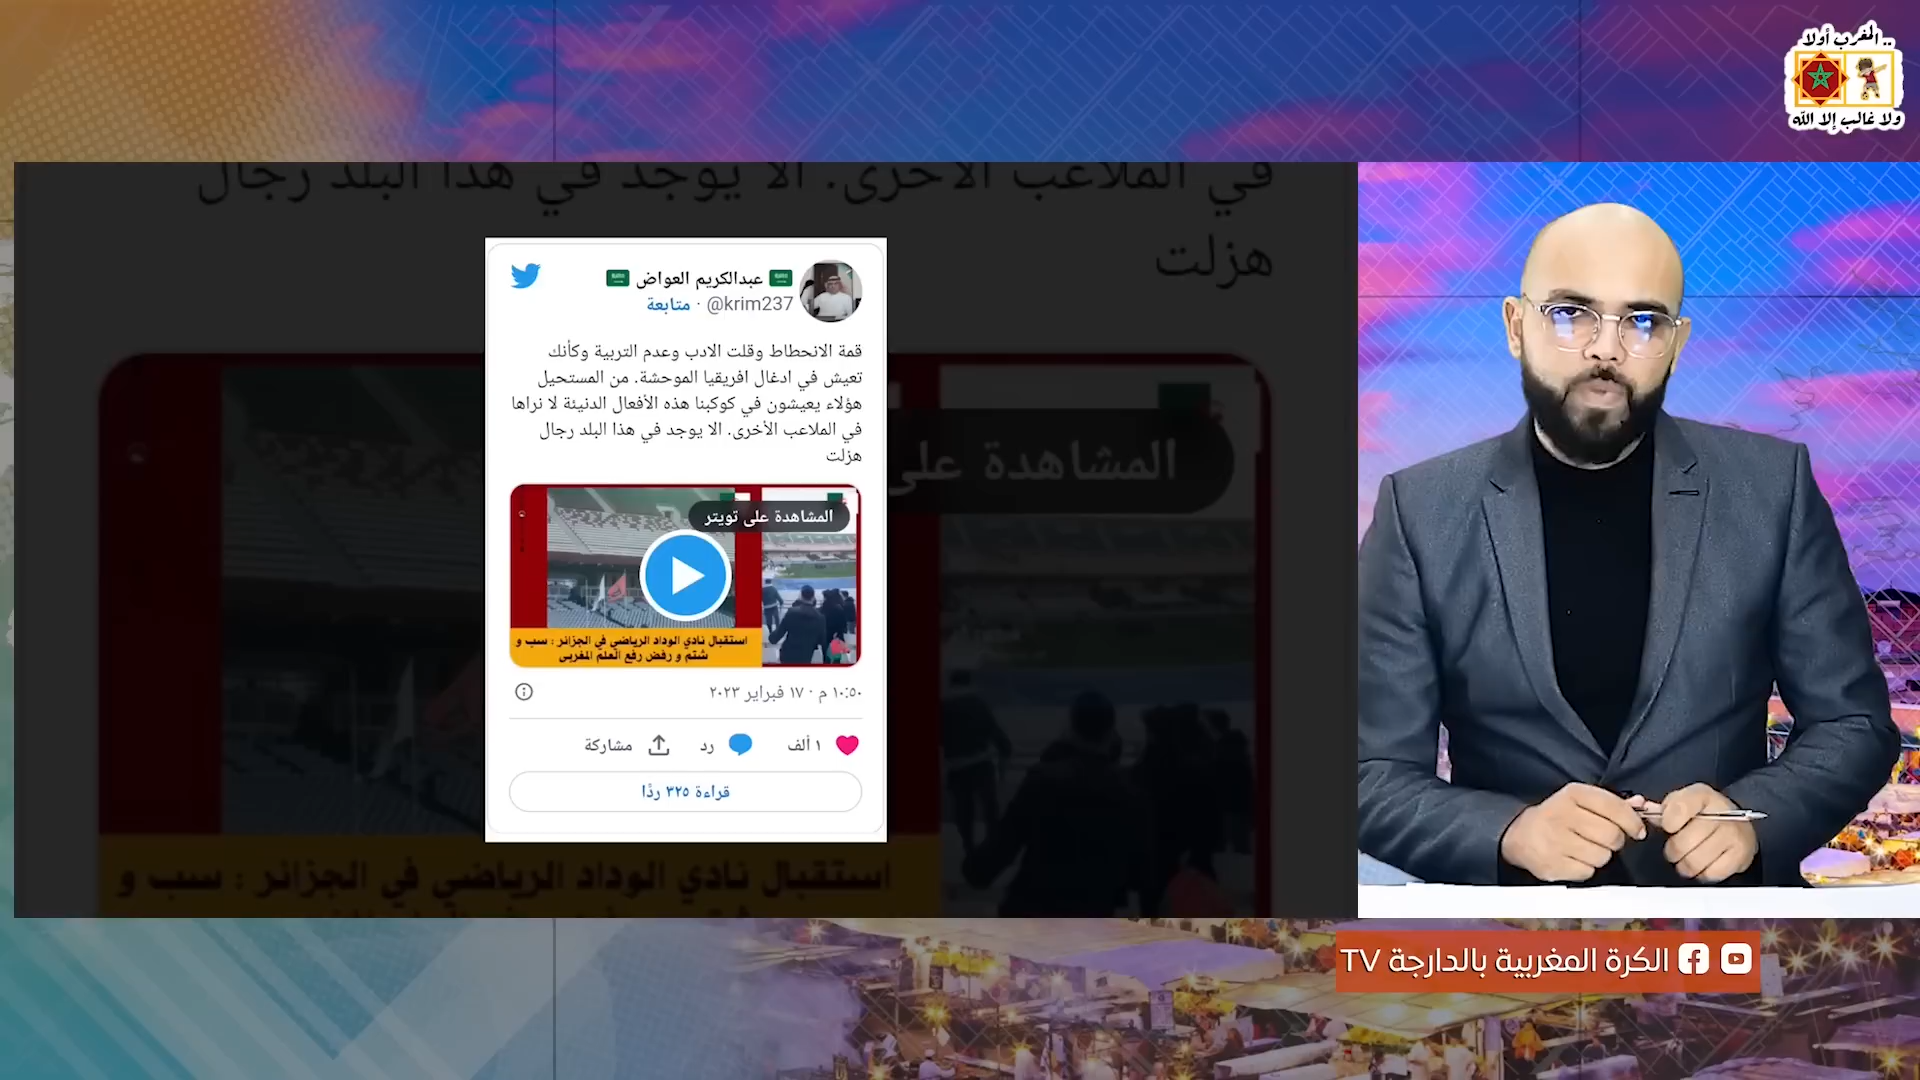 .. المغرب أولا
ولا غالب إلا الله
في الملاعب الأخرى. الا يوجد في هذا البلد رجال
هزلت
المشاهدة على
استقبال نادي الوداد الرياضي في الجزائر : سب و
عبدالكريم العواض
@krim237 · متابعة
قمة الانحطاط وقلت الادب وعدم التربية وكأنك
تعيش في ادغال افريقيا الموحشة. من المستحيل
هؤلاء يعيشون في كوكبنا هذه الأفعال الدنيئة لا نراها
في الملاعب الأخرى. الا يوجد في هذا البلد رجال
هزلت
المشاهدة على تويتر
استقبال نادي الوداد الرياضي في الجزائر : سب و
شتم و رفض رفع العلم المغربي
١٠:٥٠ م · ١٧ فبراير ٢٠٢٣
١ ألف رد مشاركة
قراءة ٣٢٥ ردًا
الكرة المغربية بالدارجة TV